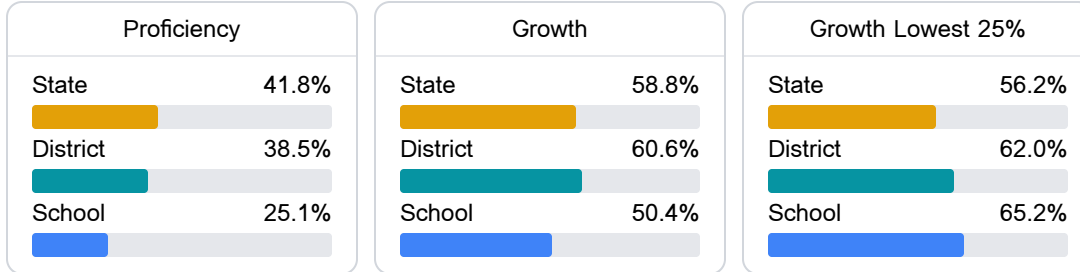 Proficiency
State 41.8%
District 38.5%
School 25.1%
Growth
State 58.8%
District 60.6%
School 50.4%
Growth Lowest 25%
State 56.2%
District 62.0%
School 65.2%